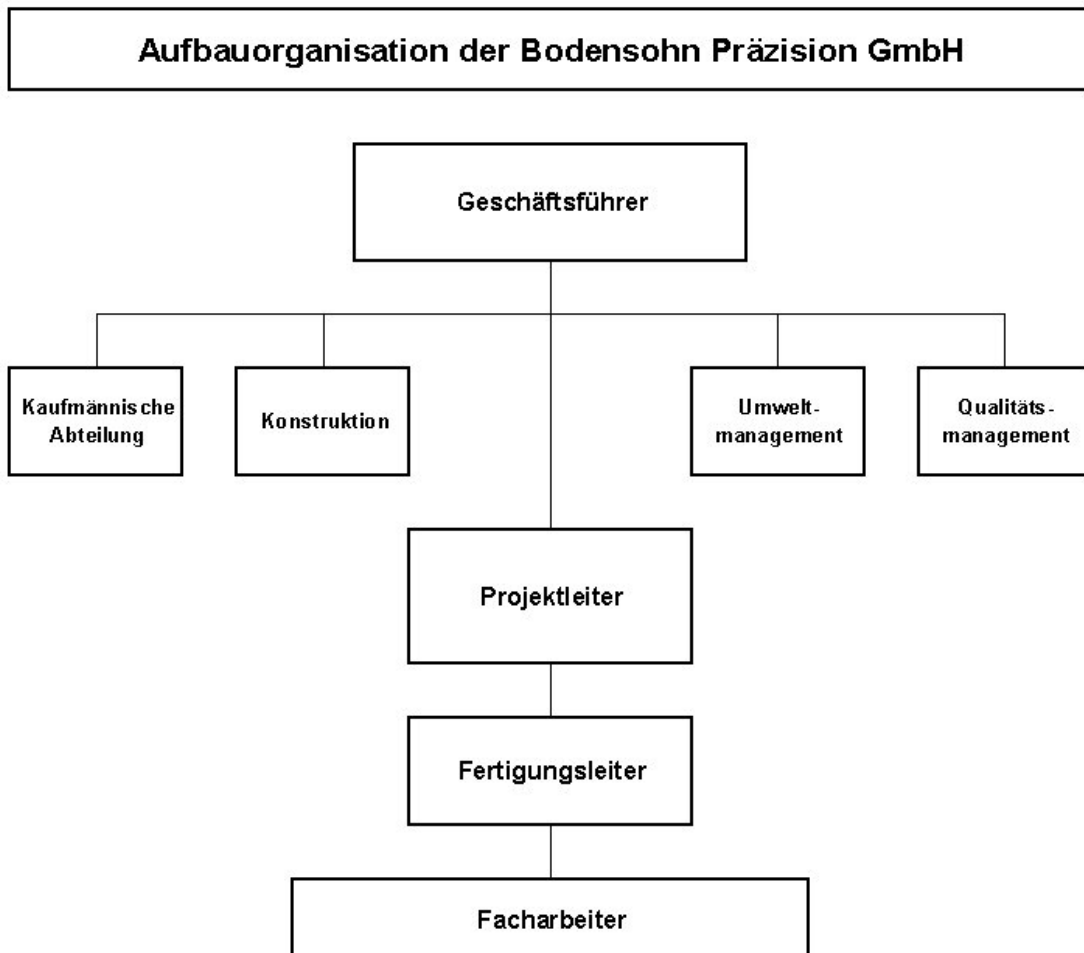 Aufbauorganisation der Bodensohn Präzision GmbH
Geschäftsführer
Kaufmännische
Abteilung
Konstruktion
Umwelt-
management
Qualitäts-
management
Projektleiter
Fertigungsleiter
Facharbeiter